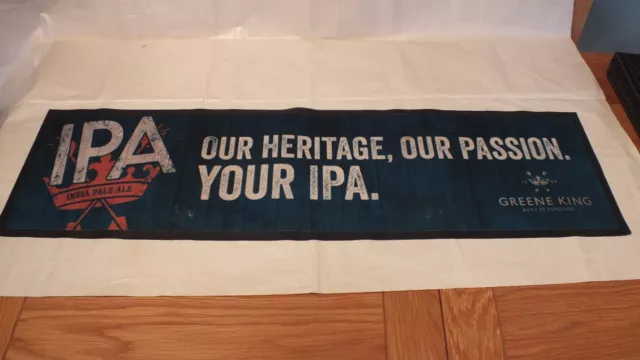 IPA
INDIA PALE ALE
OUR HERITAGE, OUR PASSION.
YOUR IPA.
GREENE KING